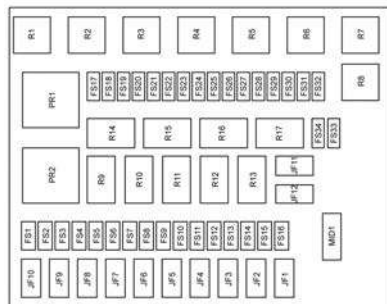 R1 R2 R3 R4 R5 R6 R7
R8
PR1
FS17 FS18 FS19 FS20 FS21 FS22 FS23 FS24 FS25 FS26 FS27 FS28 FS29 FS30 FS31 FS32
R14 R15 R16 R17
FS34 FS33
PR2
R9 R10 R11 R12 R13
JF11
JF12
FS1 FS2 FS3 FS4 FS5 FS6 FS7 FS8 FS9 FS10 FS11 FS12 FS13 FS14 FS15 FS16
MID1
JF10 JF9 JF8 JF7 JF6 JF5 JF4 JF3 JF2 JF1